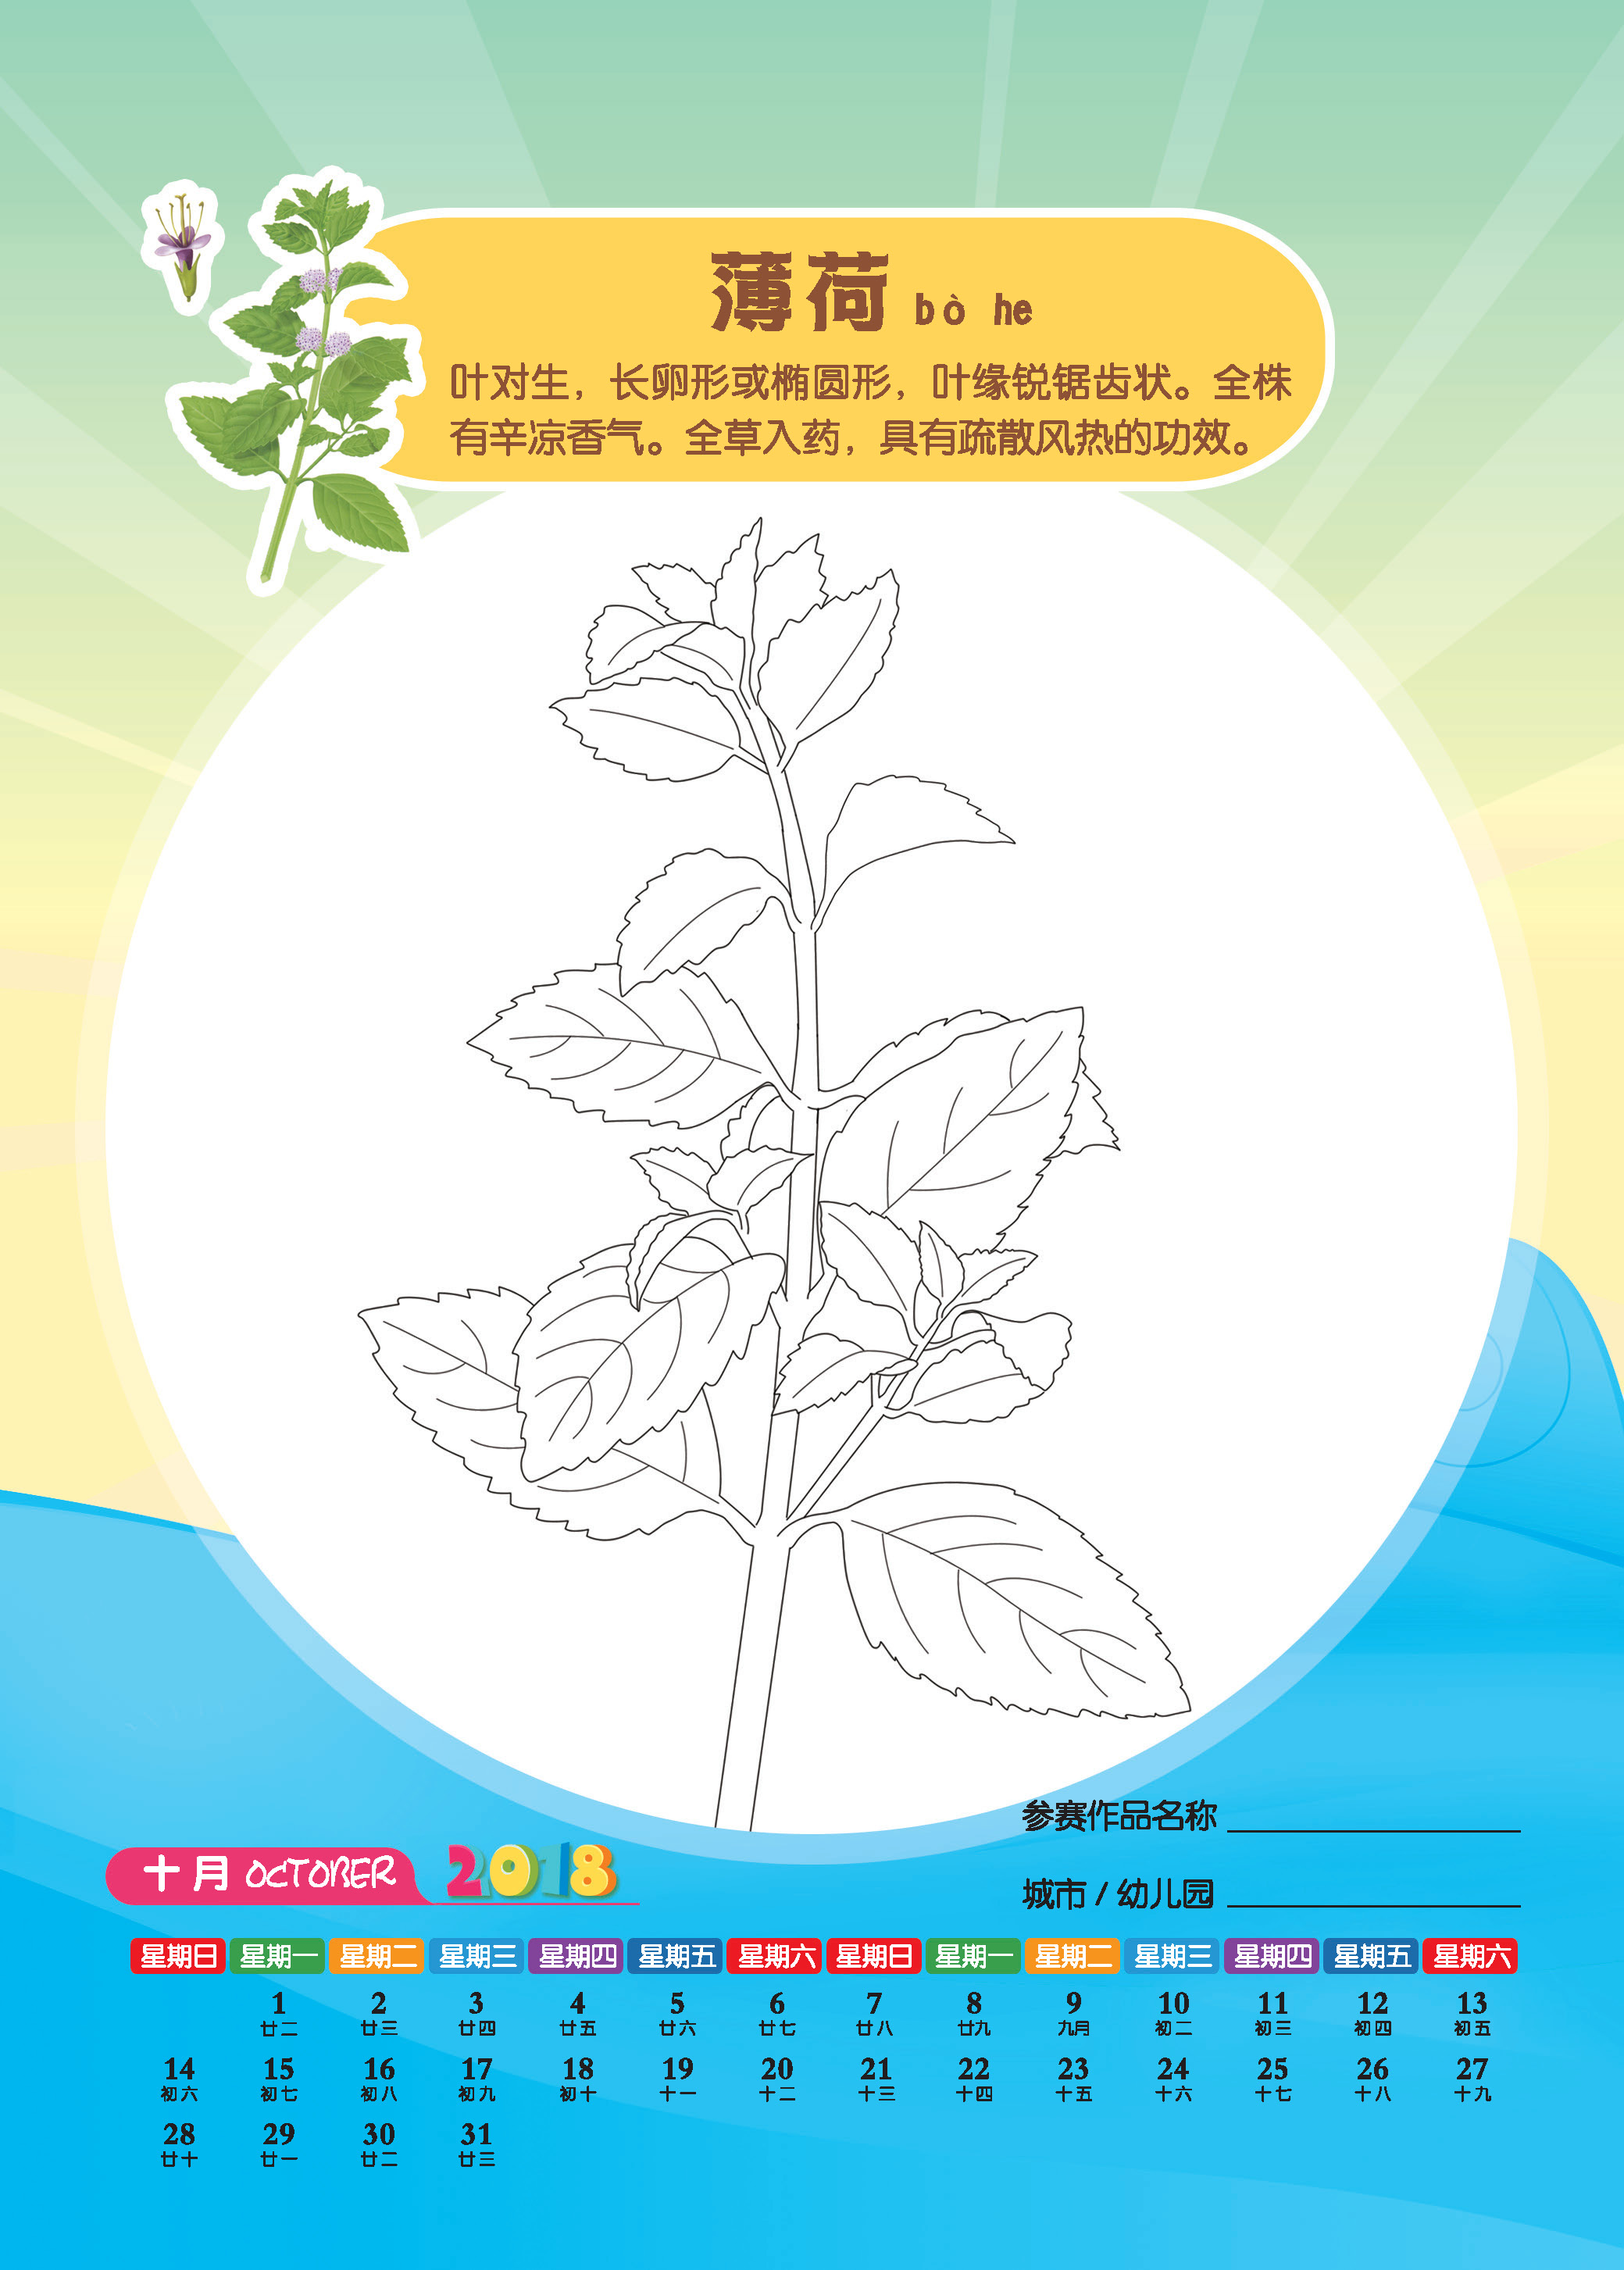 薄荷 bò he
叶对生，长卵形或椭圆形，叶缘锐锯齿状。全株
有辛凉香气。全草入药，具有疏散风热的功效。
参赛作品名称
城市 / 幼儿园
十月 OCTOBER 2018
星期日 星期一 星期二 星期三 星期四 星期五 星期六 星期日 星期一 星期二 星期三 星期四 星期五 星期六
1 2 3 4 5 6 7 8 9 10 11 12 13
廿二 廿三 廿四 廿五 廿六 廿七 廿八 廿九 九月 初二 初三 初四 初五
14 15 16 17 18 19 20 21 22 23 24 25 26 27
初六 初七 初八 初九 初十 十一 十二 十三 十四 十五 十六 十七 十八 十九
28 29 30 31
廿十 廿一 廿二 廿三